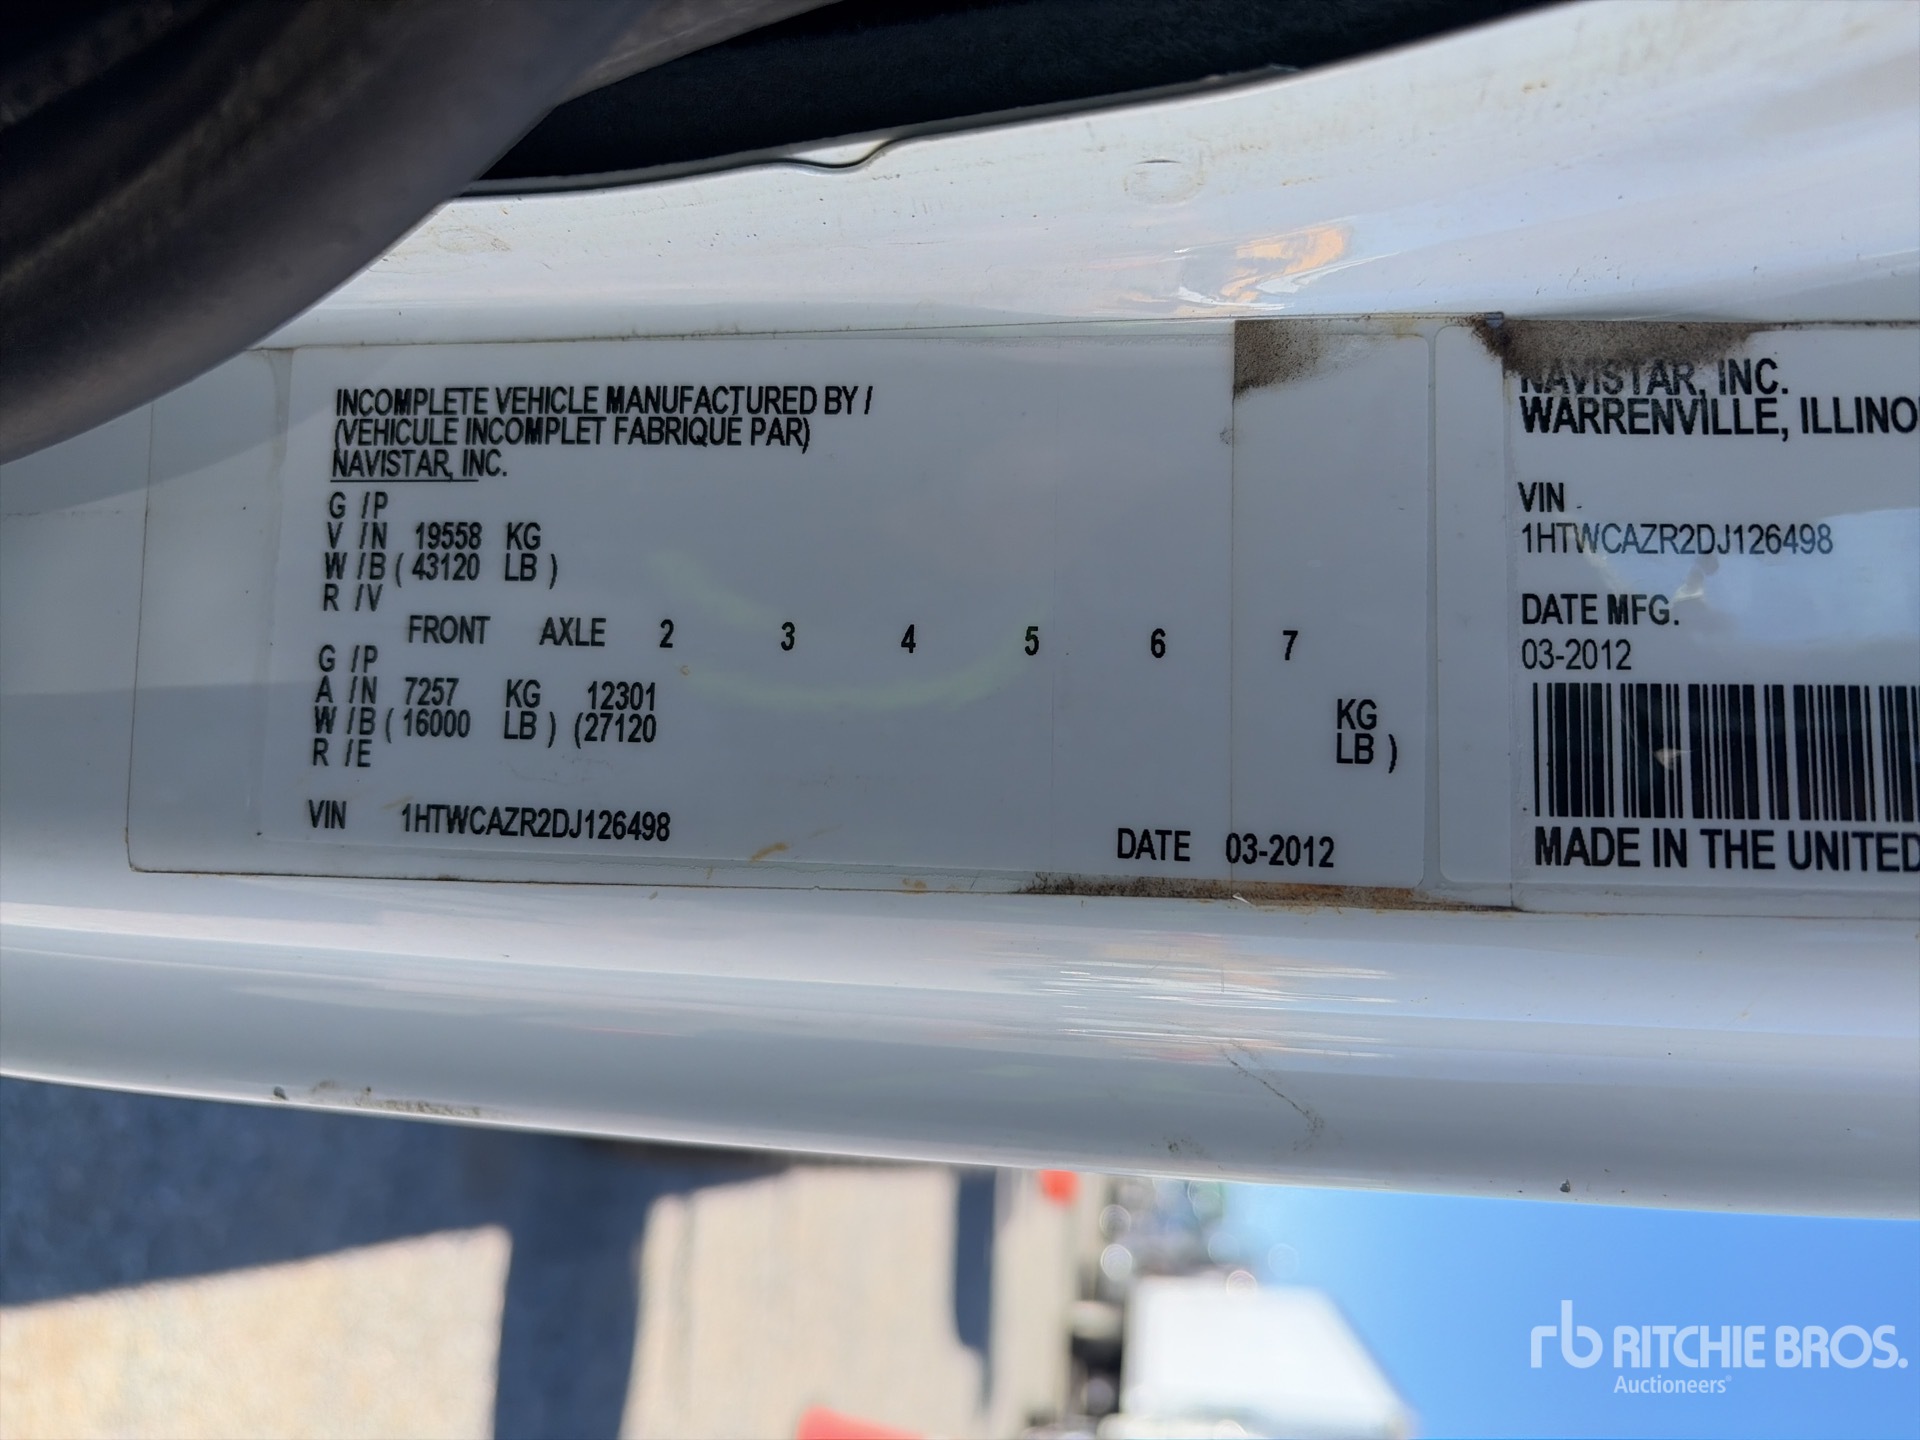 INCOMPLETE VEHICLE MANUFACTURED BY /
(VEHICULE INCOMPLET FABRIQUE PAR)
NAVISTAR, INC.
G /P
V /N 19558 KG
W /B ( 43120 LB )
R /V
FRONT AXLE 2 3 4 5 6 7
G /P
A /N 7257 KG 12301 KG
W /B ( 16000 LB ) (27120 LB )
R /E
VIN 1HTWCAZR2DJ126498 DATE 03-2012
NAVISTAR, INC.
WARRENVILLE, ILLINO
VIN
1HTWCAZR2DJ126498
DATE MFG.
03-2012
MADE IN THE UNITED
rb RITCHIE BROS.
Auctioneers